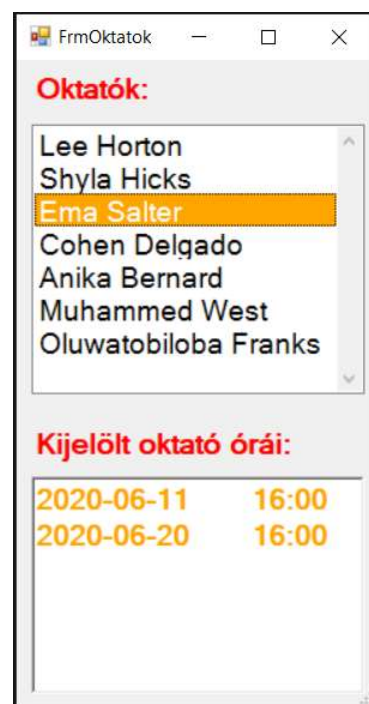 FrmOktatok
Oktatók:
Lee Horton
Shyla Hicks
Ema Salter
Cohen Delgado
Anika Bernard
Muhammed West
Oluwatobiloba Franks
Kijelölt oktató órái:
2020-06-11 16:00
2020-06-20 16:00